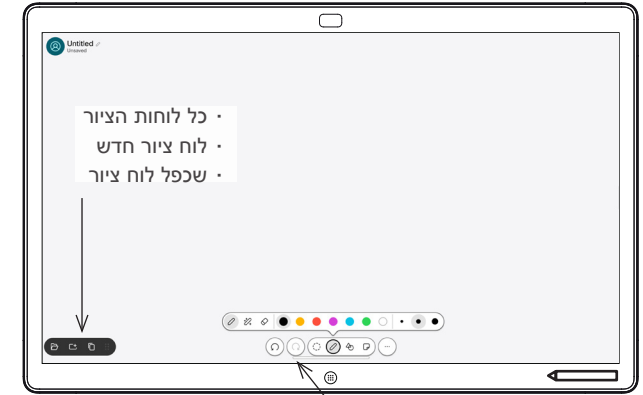 Untitled
Unsaved
· כל לוחות הציור
· לוח ציור חדש
· שכפל לוח ציור